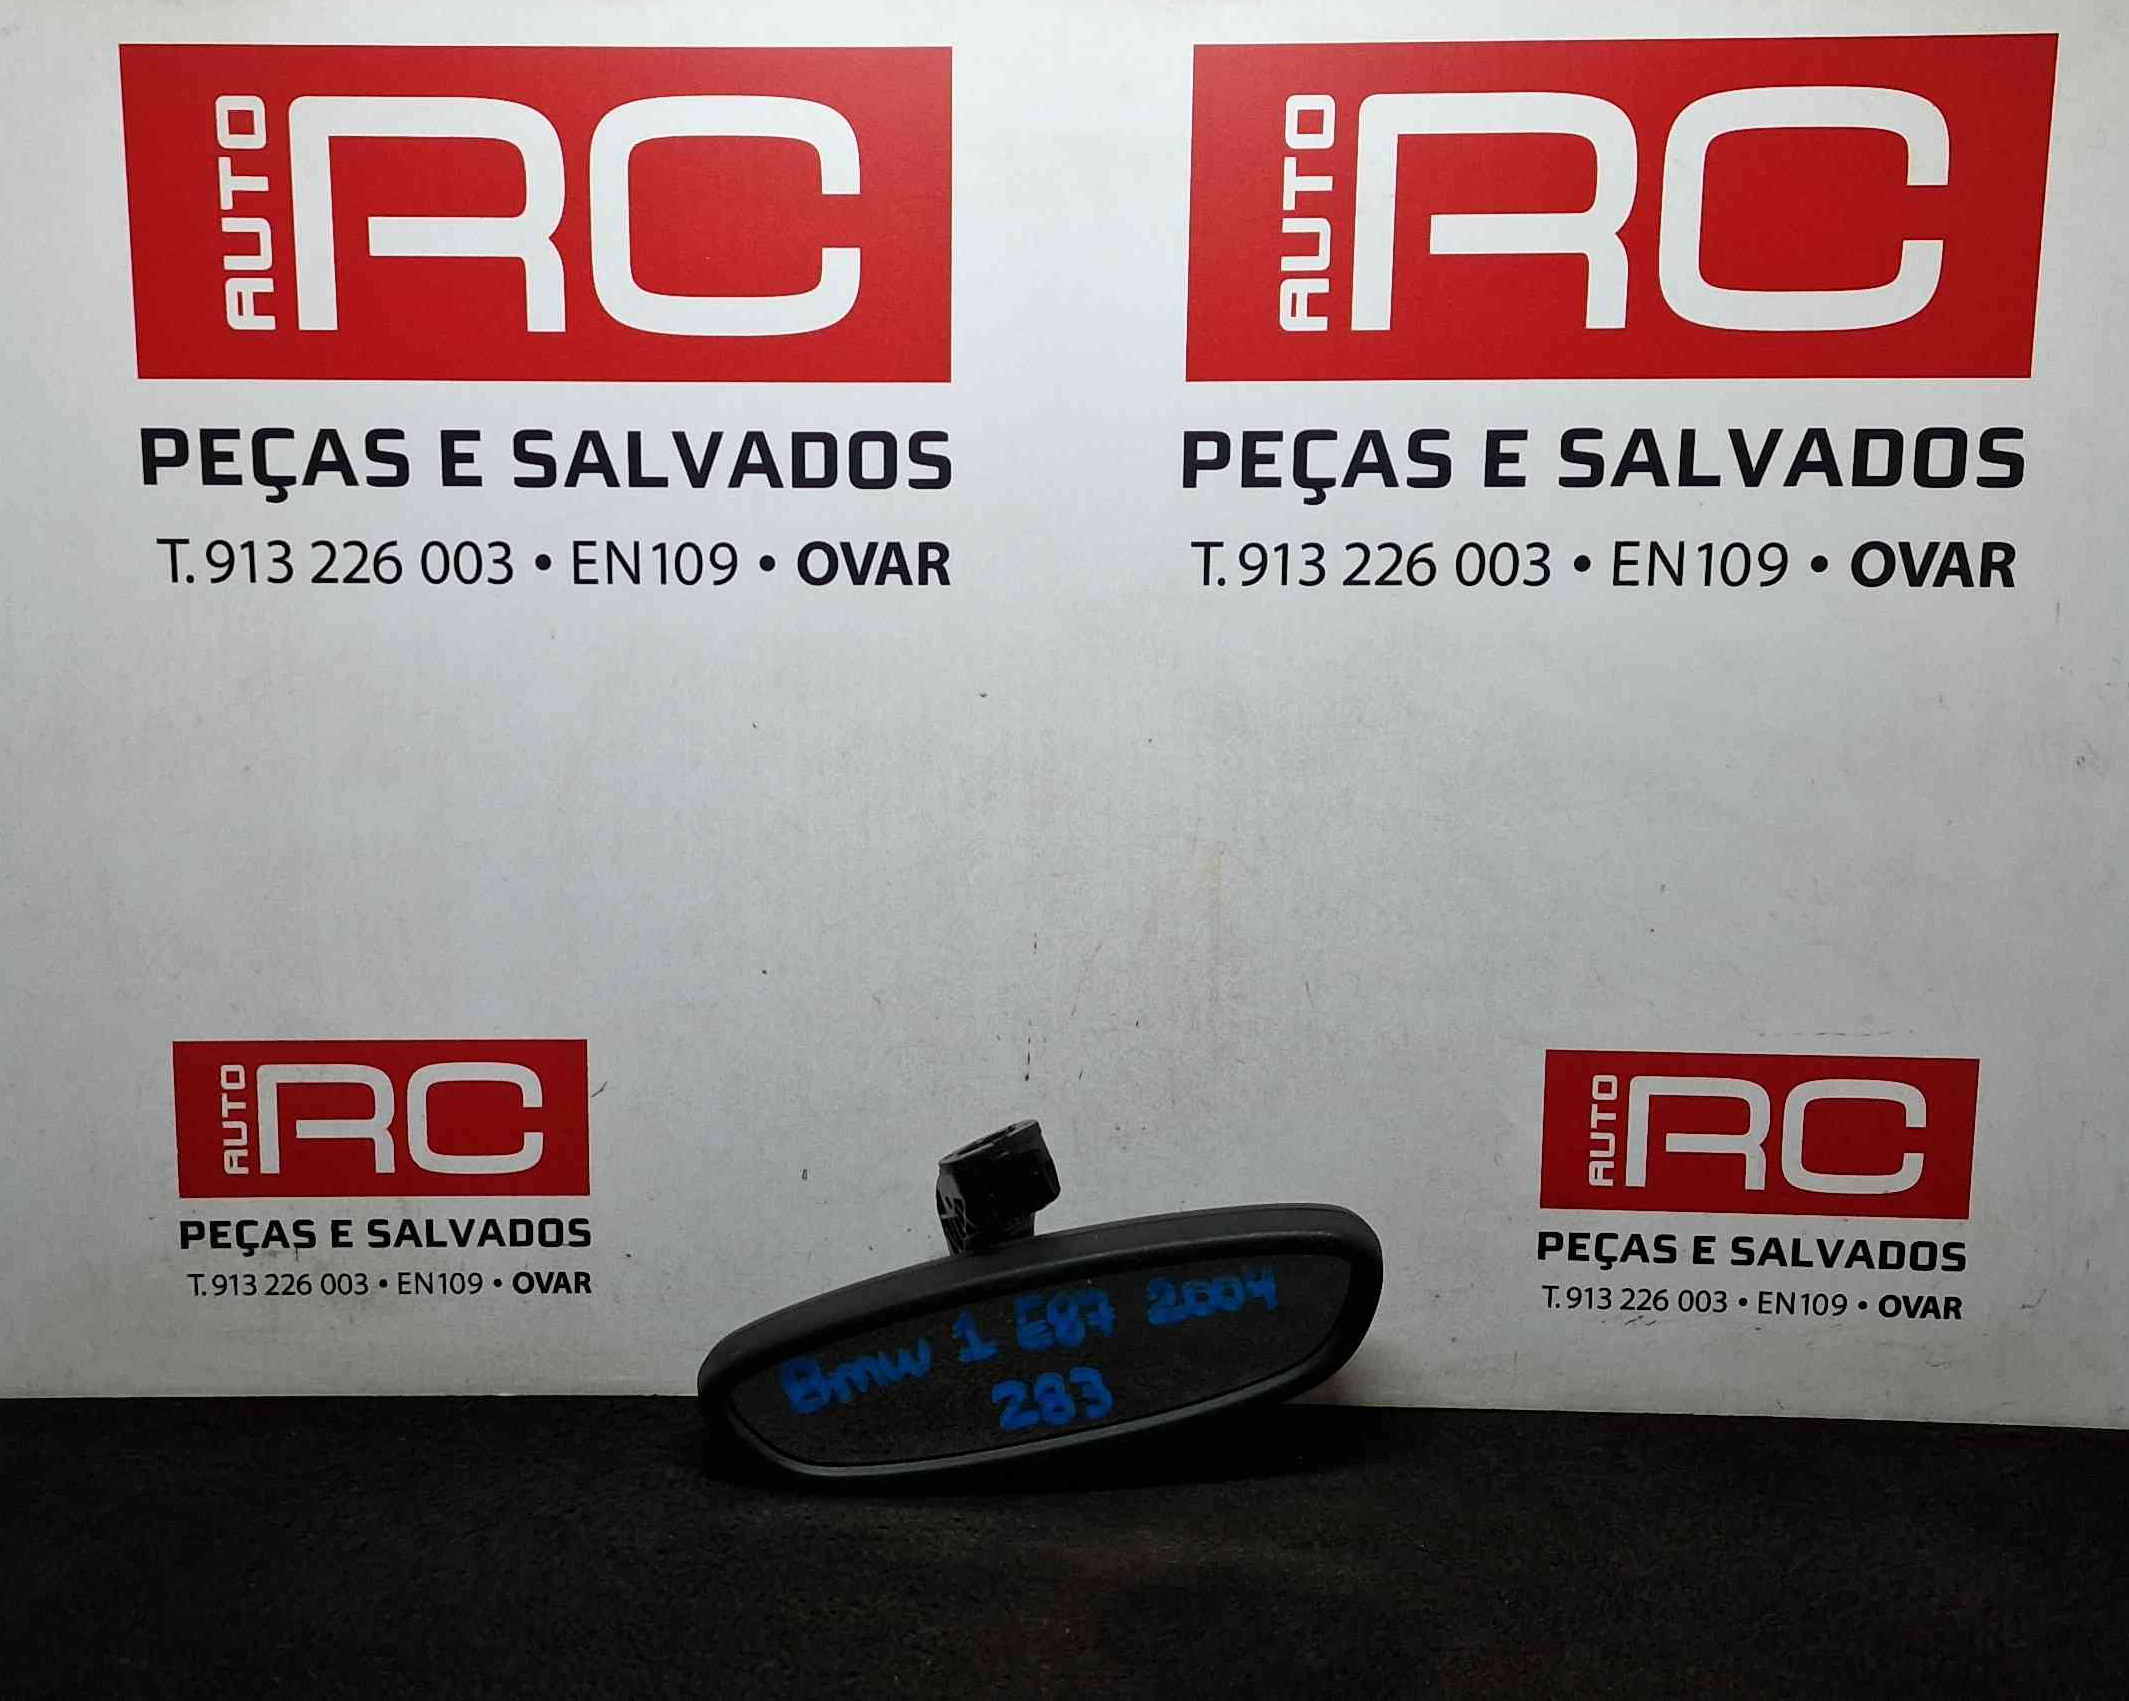 AUTO RC
PEÇAS E SALVADOS
T. 913 226 003 • EN109 • OVAR
AUTO RC
PEÇAS E SALVADOS
T. 913 226 003 • EN109 • OVAR
AUTO RC
PEÇAS E SALVADOS
T. 913 226 003 • EN109 • OVAR
Bmw 1 E87 2004
283
AUTO RC
PEÇAS E SALVADOS
T. 913 226 003 • EN109 • OVAR